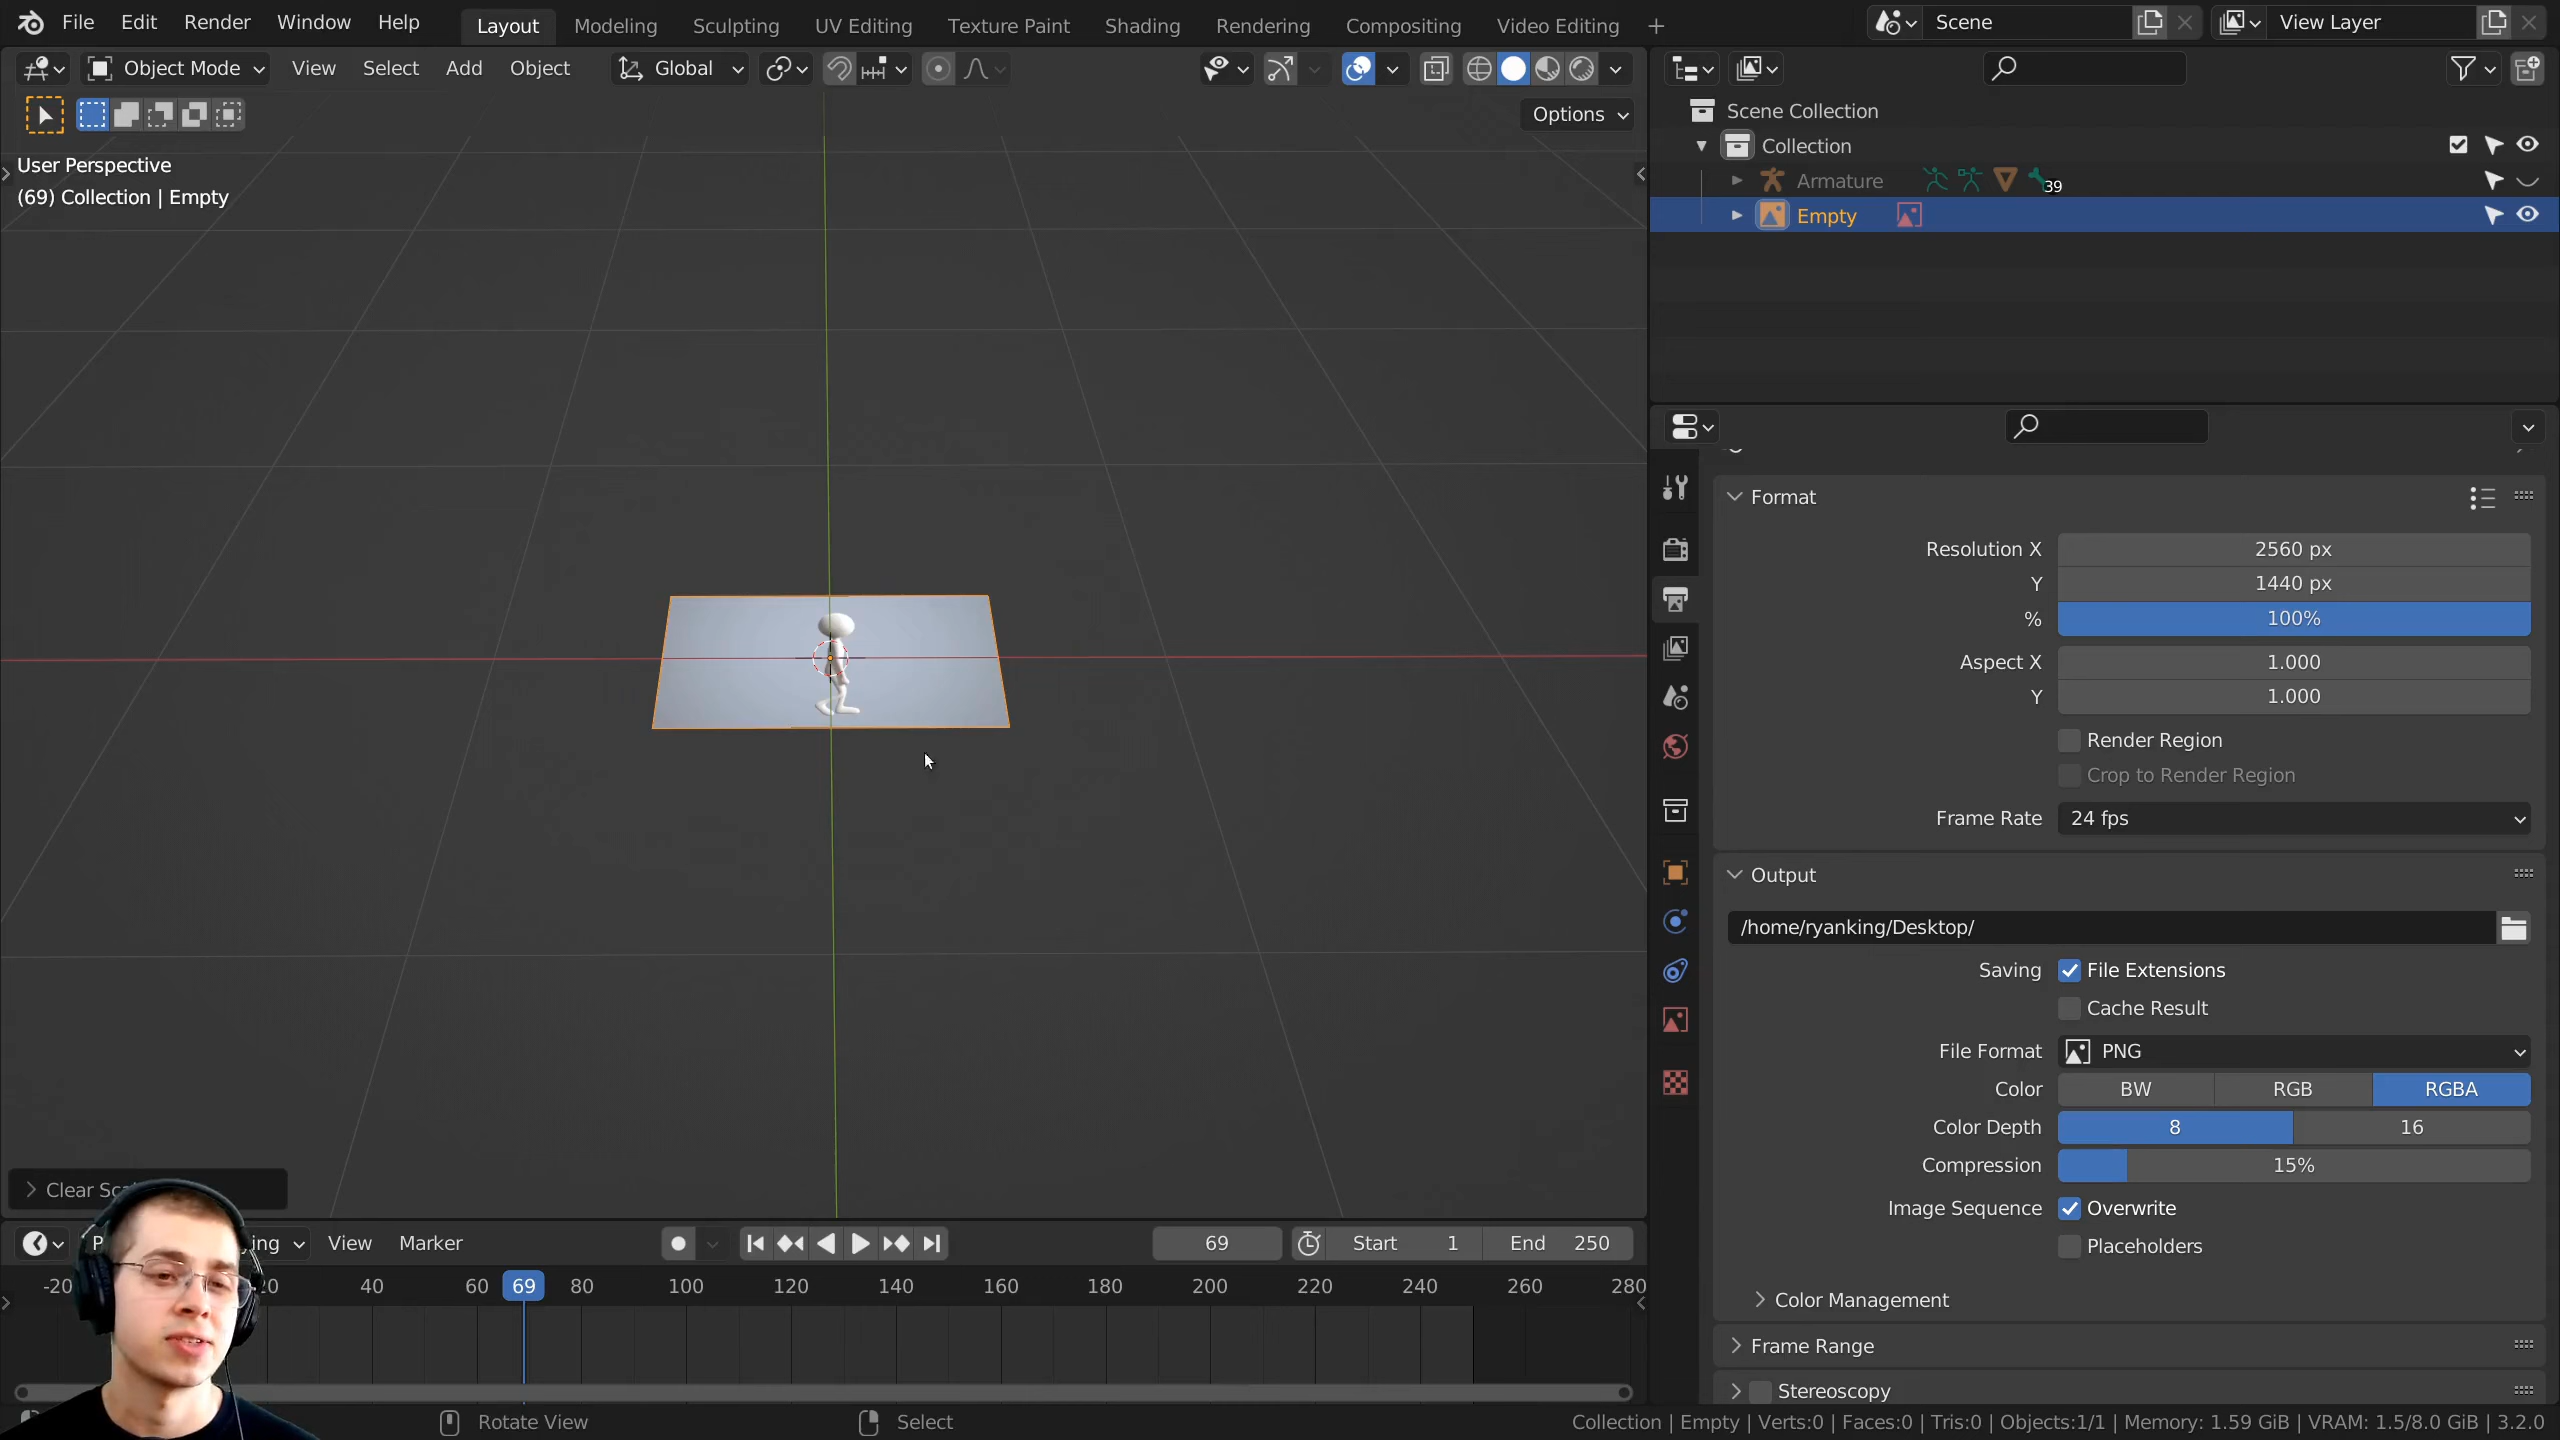 File Edit Render Window Help Layout Modeling Sculpting UV Editing Texture Paint Shading Rendering Compositing Video Editing + Scene View Layer
Object Mode View Select Add Object Global
Options
User Perspective
(69) Collection | Empty
Scene Collection
Collection
Armature 39
Empty
Format
Resolution X 2560 px
Y 1440 px
% 100%
Aspect X 1.000
Y 1.000
Render Region
Crop to Render Region
Frame Rate 24 fps
Output
/home/ryanking/Desktop/
Saving File Extensions
Cache Result
File Format PNG
Color BW RGB RGBA
Color Depth 8 16
Compression 15%
Image Sequence Overwrite
Placeholders
Color Management
Frame Range
Stereoscopy
Clear
View Marker 69 Start 1 End 250
-20 40 60 69 80 100 120 140 160 180 200 220 240 260 280
Rotate View Select Collection | Empty | Verts:0 | Faces:0 | Tris:0 | Objects:1/1 | Memory: 1.59 GiB | VRAM: 1.5/8.0 GiB | 3.2.0